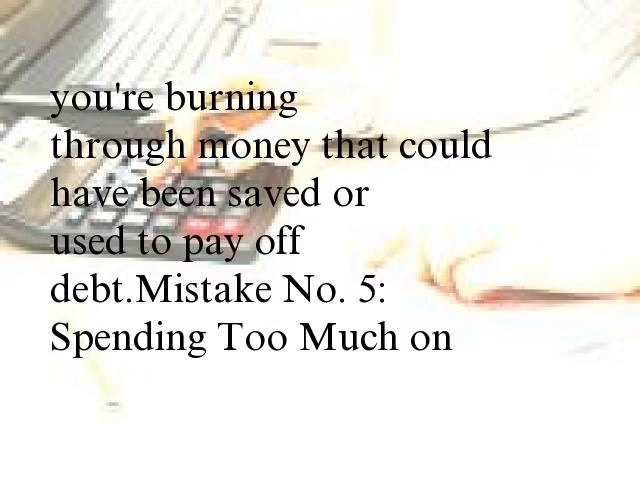 you're burning
through money that could
have been saved or
used to pay off
debt.Mistake No. 5:
Spending Too Much on